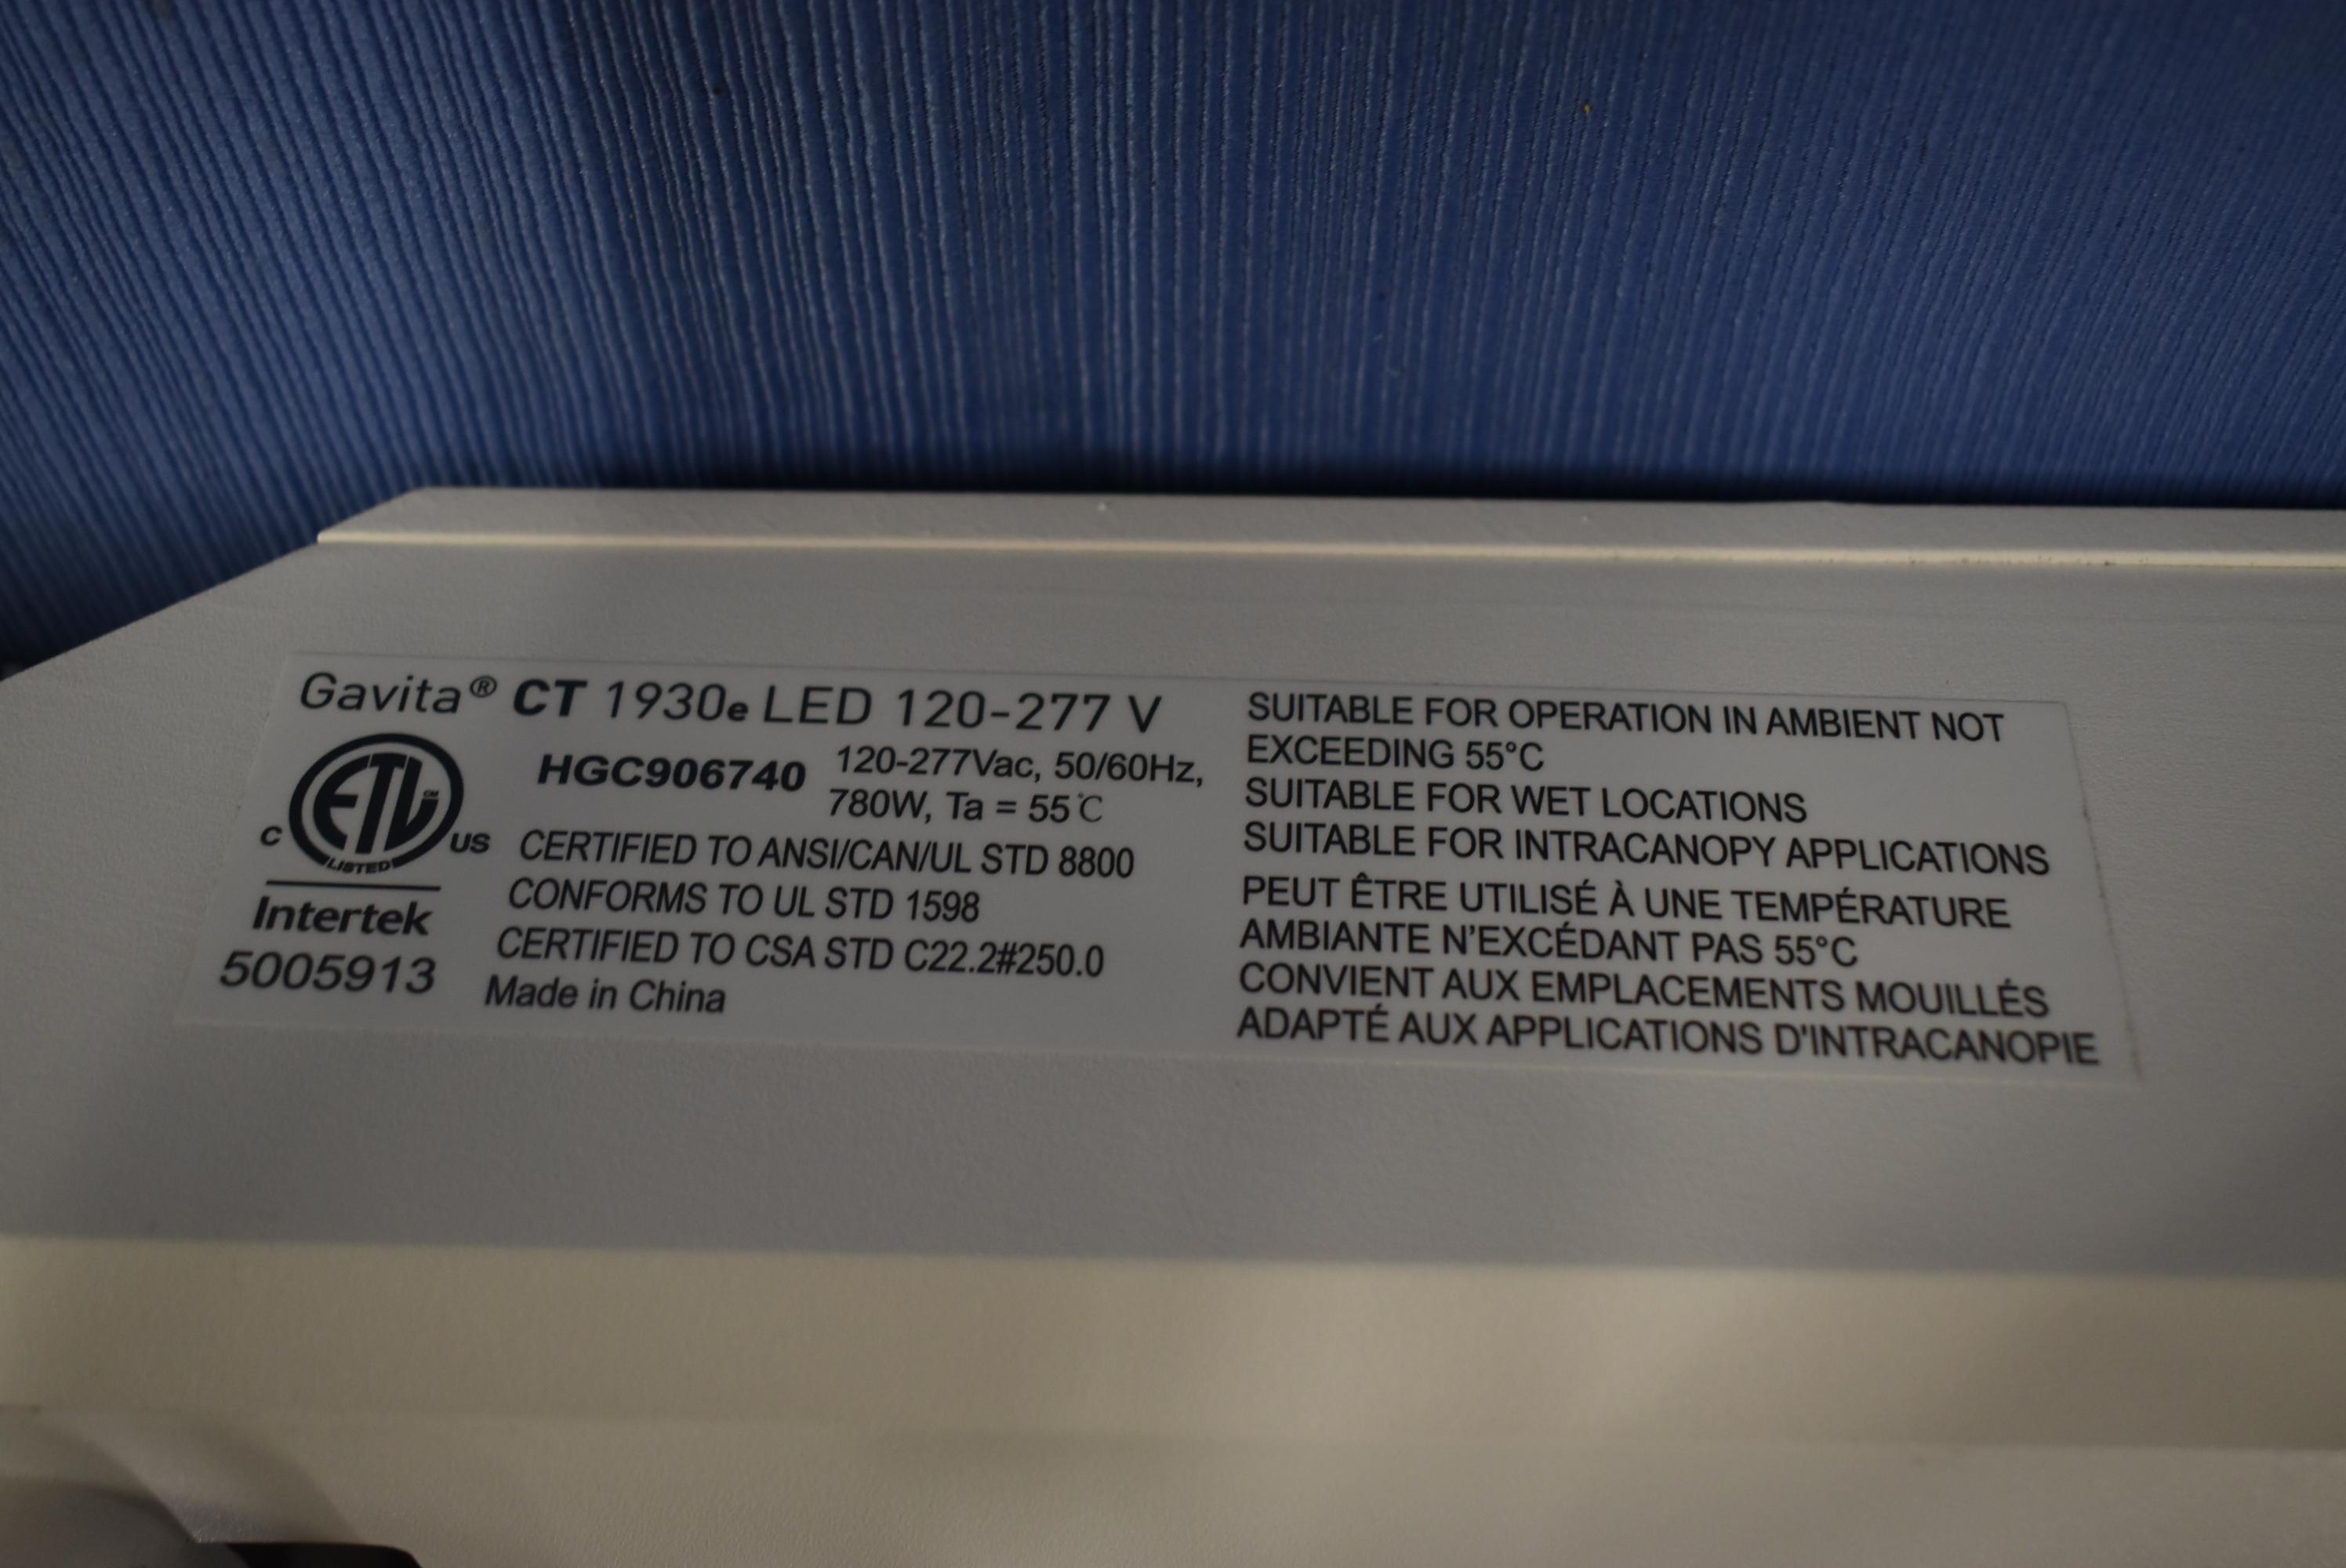 Gavita® CT 1930e LED 120-277 V
HGC906740
120-277Vac, 50/60Hz,
780W, Ta = 55℃
C ETL CM US
LISTED
Intertek
5005913
CERTIFIED TO ANSI/CAN/UL STD 8800
CONFORMS TO UL STD 1598
CERTIFIED TO CSA STD C22.2#250.0
Made in China
SUITABLE FOR OPERATION IN AMBIENT NOT
EXCEEDING 55°C
SUITABLE FOR WET LOCATIONS
SUITABLE FOR INTRACANOPY APPLICATIONS
PEUT ÊTRE UTILISÉ À UNE TEMPÉRATURE
AMBIANTE N'EXCÉDANT PAS 55°C
CONVIENT AUX EMPLACEMENTS MOUILLÉS
ADAPTÉ AUX APPLICATIONS D'INTRACANOPIE